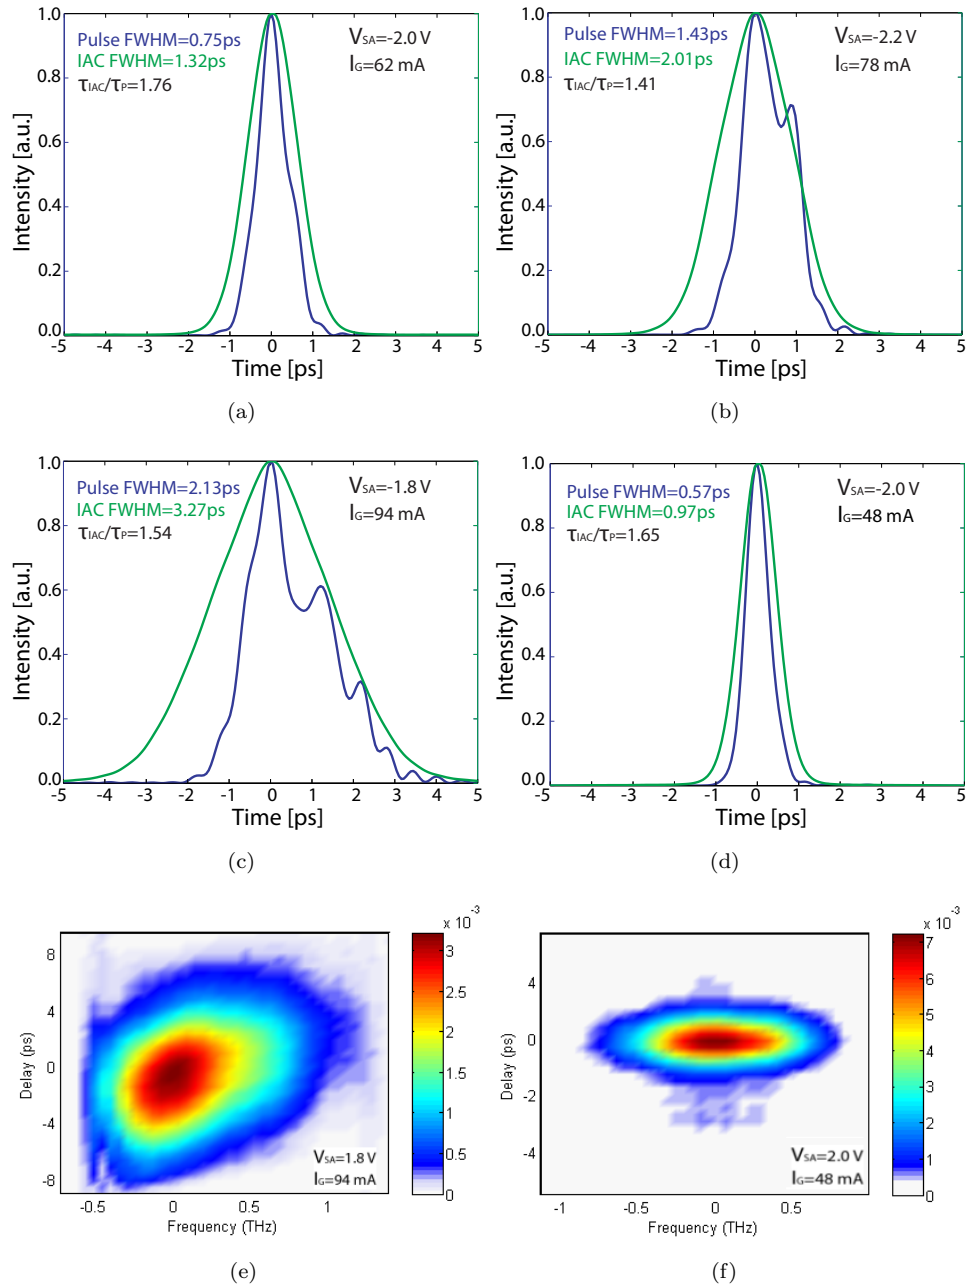 Pulse FWHM=0.75ps
IAC FWHM=1.32ps
τIAC/τP=1.76
VSA=-2.0 V
IG=62 mA
Intensity [a.u.]
1.0
0.8
0.6
0.4
0.2
0.0
-5 -4 -3 -2 -1 0 1 2 3 4 5
Time [ps]
(a)
Pulse FWHM=1.43ps
IAC FWHM=2.01ps
τIAC/τP=1.41
VSA=-2.2 V
IG=78 mA
Intensity [a.u.]
1.0
0.8
0.6
0.4
0.2
0.0
-5 -4 -3 -2 -1 0 1 2 3 4 5
Time [ps]
(b)
Pulse FWHM=2.13ps
IAC FWHM=3.27ps
τIAC/τP=1.54
VSA=-1.8 V
IG=94 mA
Intensity [a.u.]
1.0
0.8
0.6
0.4
0.2
0.0
-5 -4 -3 -2 -1 0 1 2 3 4 5
Time [ps]
(c)
Pulse FWHM=0.57ps
IAC FWHM=0.97ps
τIAC/τP=1.65
VSA=-2.0 V
IG=48 mA
Intensity [a.u.]
1.0
0.8
0.6
0.4
0.2
0.0
-5 -4 -3 -2 -1 0 1 2 3 4 5
Time [ps]
(d)
x 10-3
8
4
0
-4
-8
Delay (ps)
VSA=1.8 V
IG=94 mA
3
2.5
2
1.5
1
0.5
0
-0.5 0 0.5 1
Frequency (THz)
(e)
x 10-3
4
0
-4
Delay (ps)
VSA=2.0 V
IG=48 mA
7
6
5
4
3
2
1
0
-1 -0.5 0 0.5
Frequency (THz)
(f)